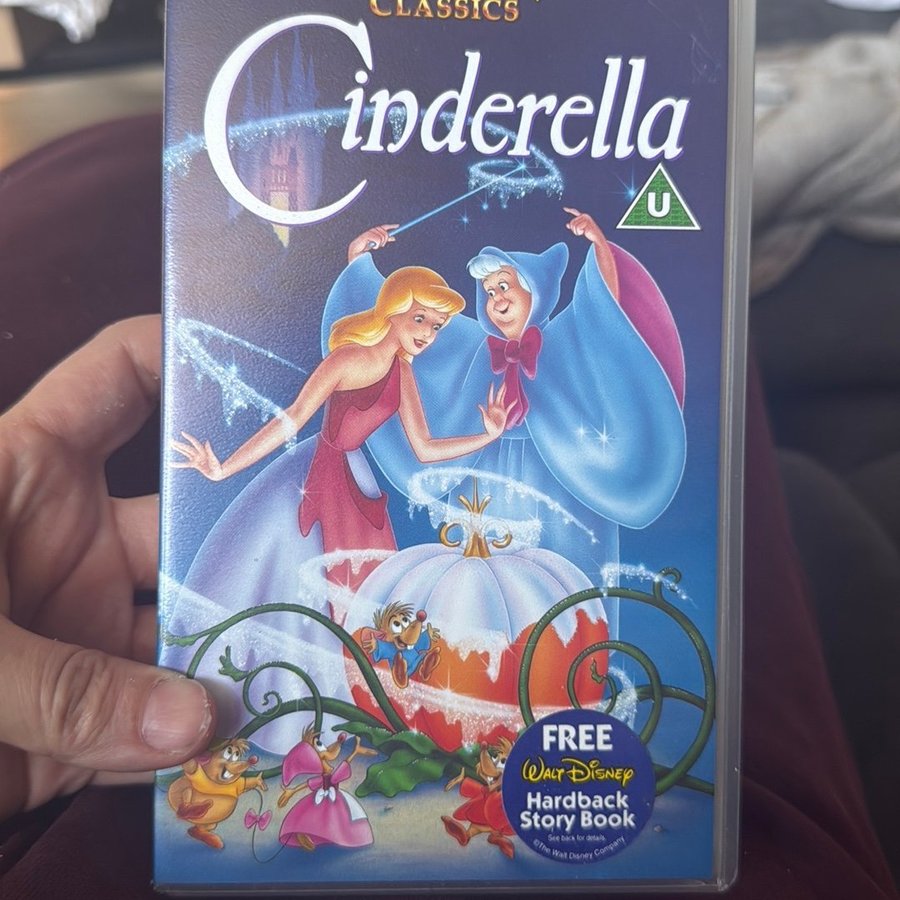 CLASSICS
Cinderella
U
FREE
WALT DISNEY
Hardback
Story Book
See back for details.
©The Walt Disney Company